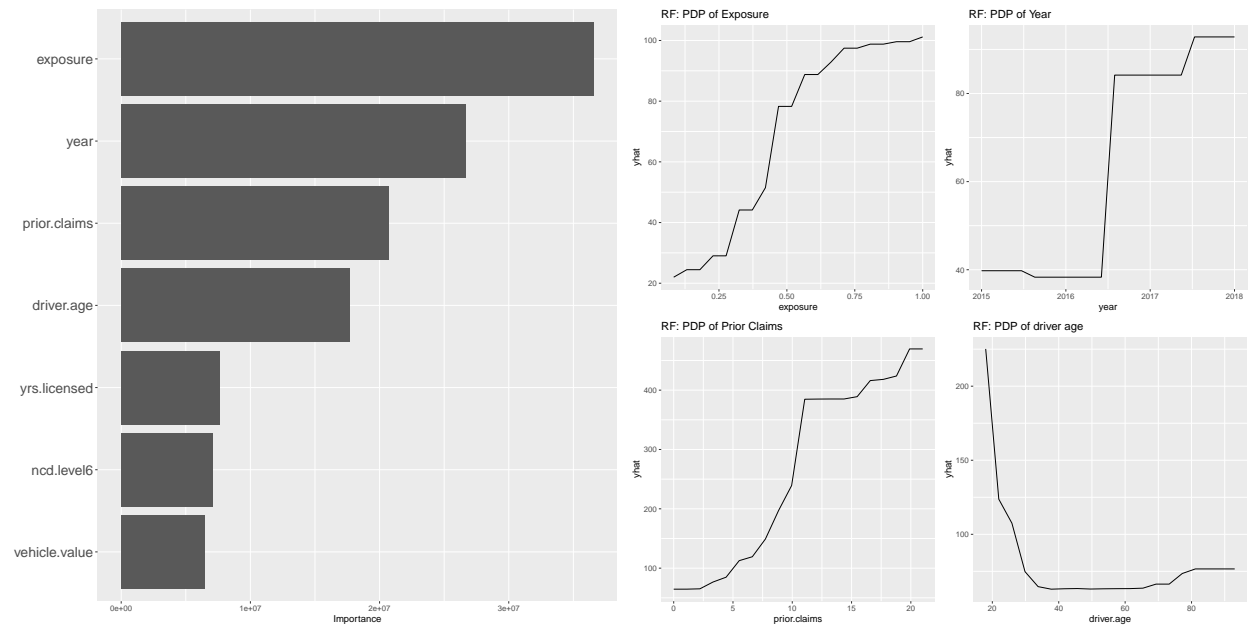 exposure
year
prior.claims
driver.age
yrs.licensed
ncd.level6
vehicle.value
0e+00 1e+07 2e+07 3e+07
Importance
RF: PDP of Exposure
100
80
60
40
20
yhat
0.25 0.50 0.75 1.00
exposure
RF: PDP of Year
80
60
40
yhat
2015 2016 2017 2018
year
RF: PDP of Prior Claims
400
300
200
100
yhat
0 5 10 15 20
prior.claims
RF: PDP of driver age
200
150
100
yhat
20 40 60 80
driver.age